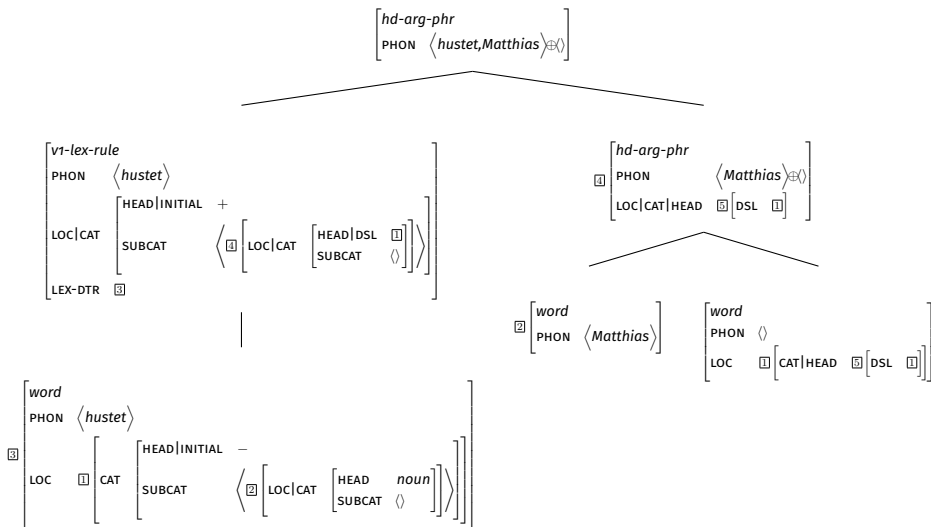 hd-arg-phr
PHON ⟨hustet,Matthias⟩⊕⟨⟩
v1-lex-rule
PHON ⟨hustet⟩
LOC|CAT
HEAD|INITIAL +
SUBCAT ⟨ 4 [LOC|CAT [HEAD|DSL 1
SUBCAT ⟨⟩]]⟩
LEX-DTR 3
4 hd-arg-phr
PHON ⟨Matthias⟩⊕⟨⟩
LOC|CAT|HEAD 5 [DSL 1]
2 word
PHON ⟨Matthias⟩
word
PHON ⟨⟩
LOC 1 [CAT|HEAD 5 [DSL 1]]
3 word
PHON ⟨hustet⟩
LOC 1 [CAT
HEAD|INITIAL −
SUBCAT ⟨ 2 [LOC|CAT [HEAD noun
SUBCAT ⟨⟩]]⟩